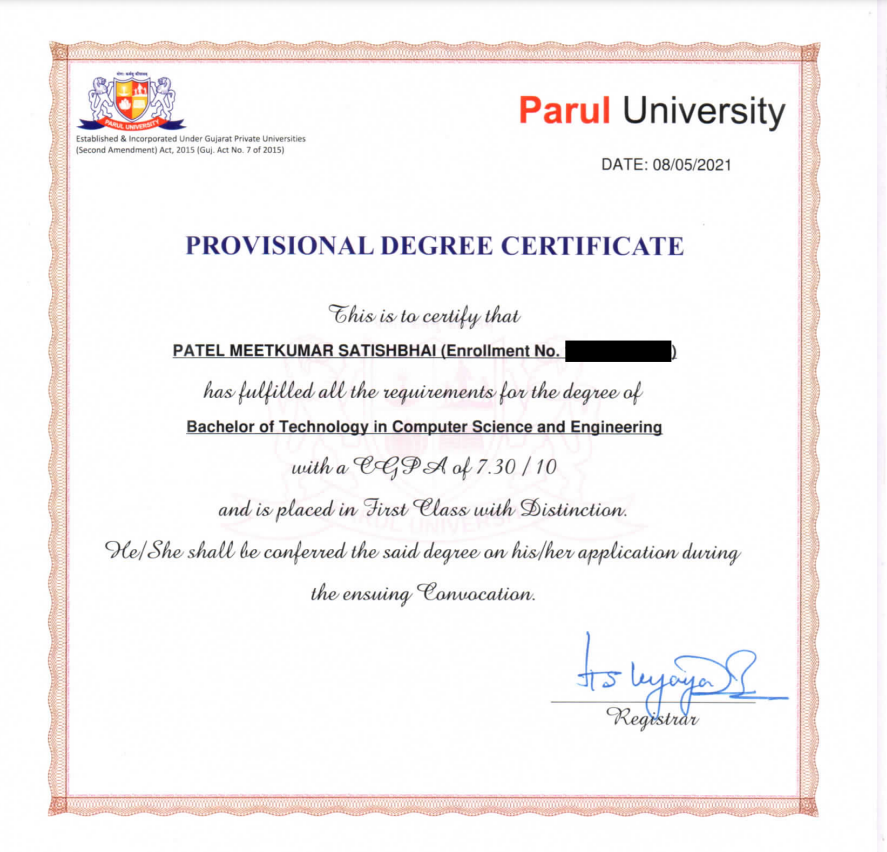 PARUL UNIVERSITY
Established & Incorporated Under Gujarat Private Universities
(Second Amendment) Act, 2015 (Guj. Act No. 7 of 2015)
Parul University
DATE: 08/05/2021
PROVISIONAL DEGREE CERTIFICATE
This is to certify that
PATEL MEETKUMAR SATISHBHAI (Enrollment No. )
has fulfilled all the requirements for the degree of
Bachelor of Technology in Computer Science and Engineering
with a CGPA of 7.30 / 10
and is placed in First Class with Distinction.
He/She shall be conferred the said degree on his/her application during
the ensuing Convocation.
Registrar